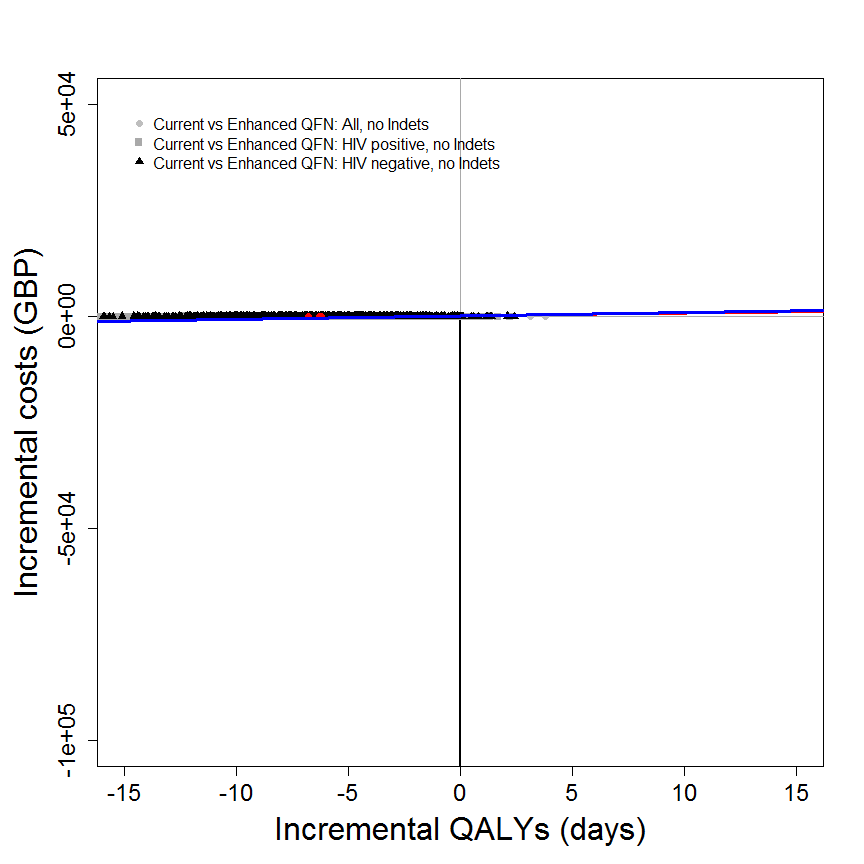 5e+04
Current vs Enhanced QFN: All, no Indets
Current vs Enhanced QFN: HIV positive, no Indets
Current vs Enhanced QFN: HIV negative, no Indets
0e+00
Incremental costs (GBP)
-5e+04
-1e+05
-15 -10 -5 0 5 10 15
Incremental QALYs (days)